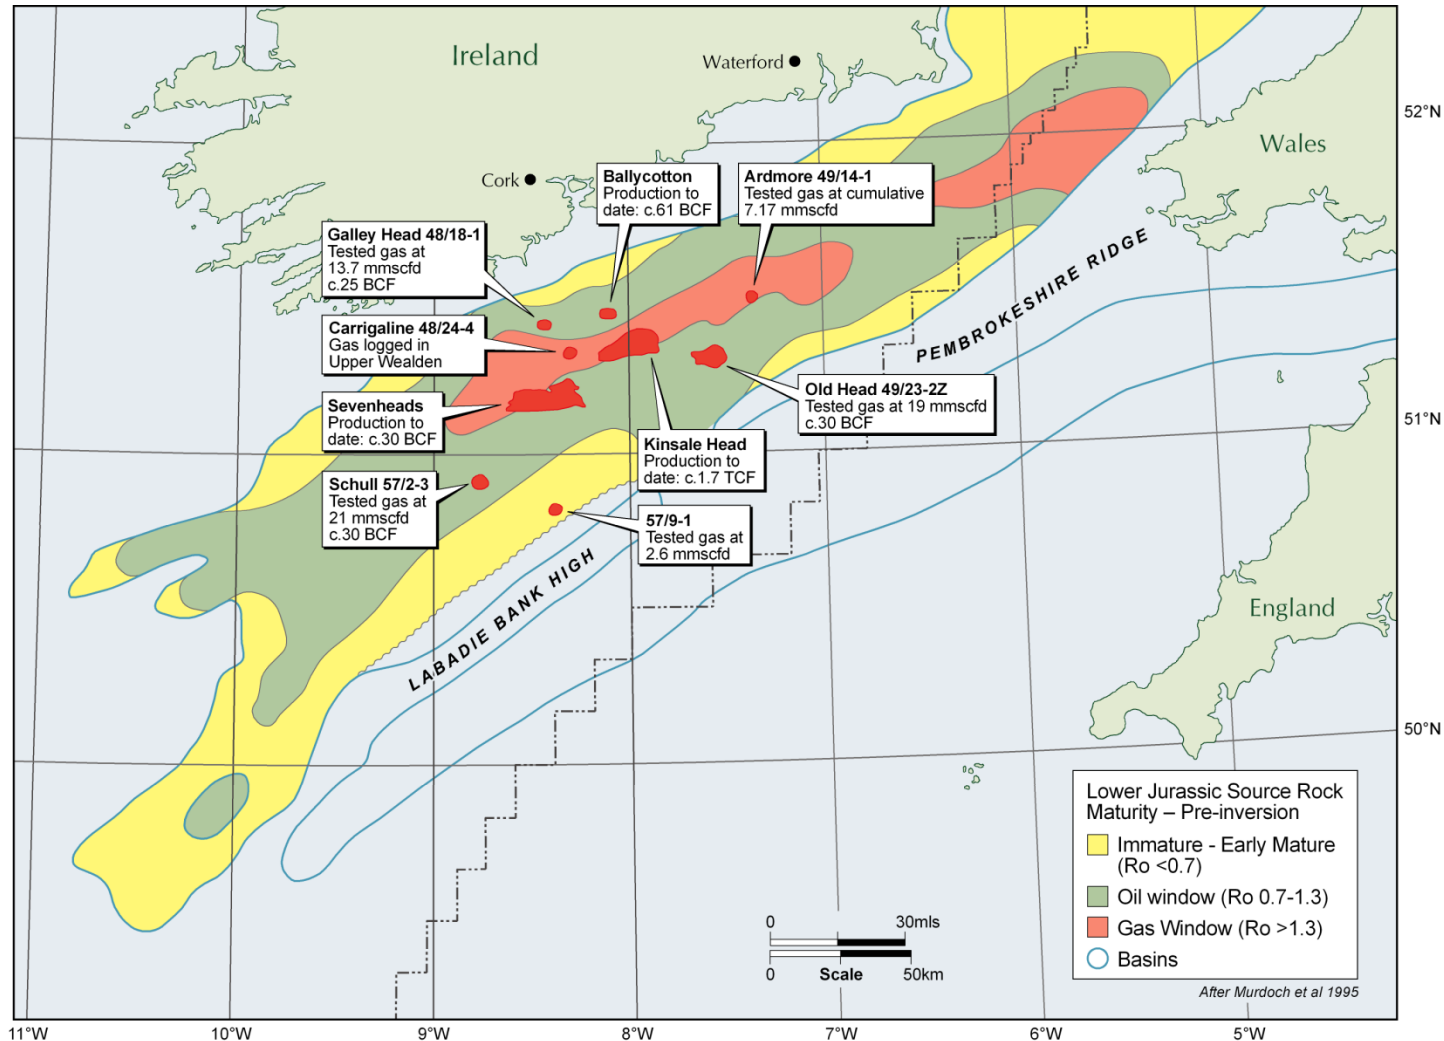 Ireland
Waterford
52°N
Wales
Cork
Ballycotton
Production to
date: c.61 BCF
Ardmore 49/14-1
Tested gas at cumulative
7.17 mmscfd
Galley Head 48/18-1
Tested gas at
13.7 mmscfd
c.25 BCF
PEMBROKESHIRE RIDGE
Carrigaline 48/24-4
Gas logged in
Upper Wealden
Old Head 49/23-2Z
Tested gas at 19 mmscfd
c.30 BCF
Sevenheads
Production to
date: c.30 BCF
51°N
Kinsale Head
Production to
date: c.1.7 TCF
Schull 57/2-3
Tested gas at
21 mmscfd
c.30 BCF
57/9-1
Tested gas at
2.6 mmscfd
LABADIE BANK HIGH
England
50°N
Lower Jurassic Source Rock
Maturity – Pre-inversion
Immature - Early Mature
(Ro <0.7)
Oil window (Ro 0.7-1.3)
Gas Window (Ro >1.3)
Basins
0 30mls
0 Scale 50km
After Murdoch et al 1995
11°W 10°W 9°W 8°W 7°W 6°W 5°W